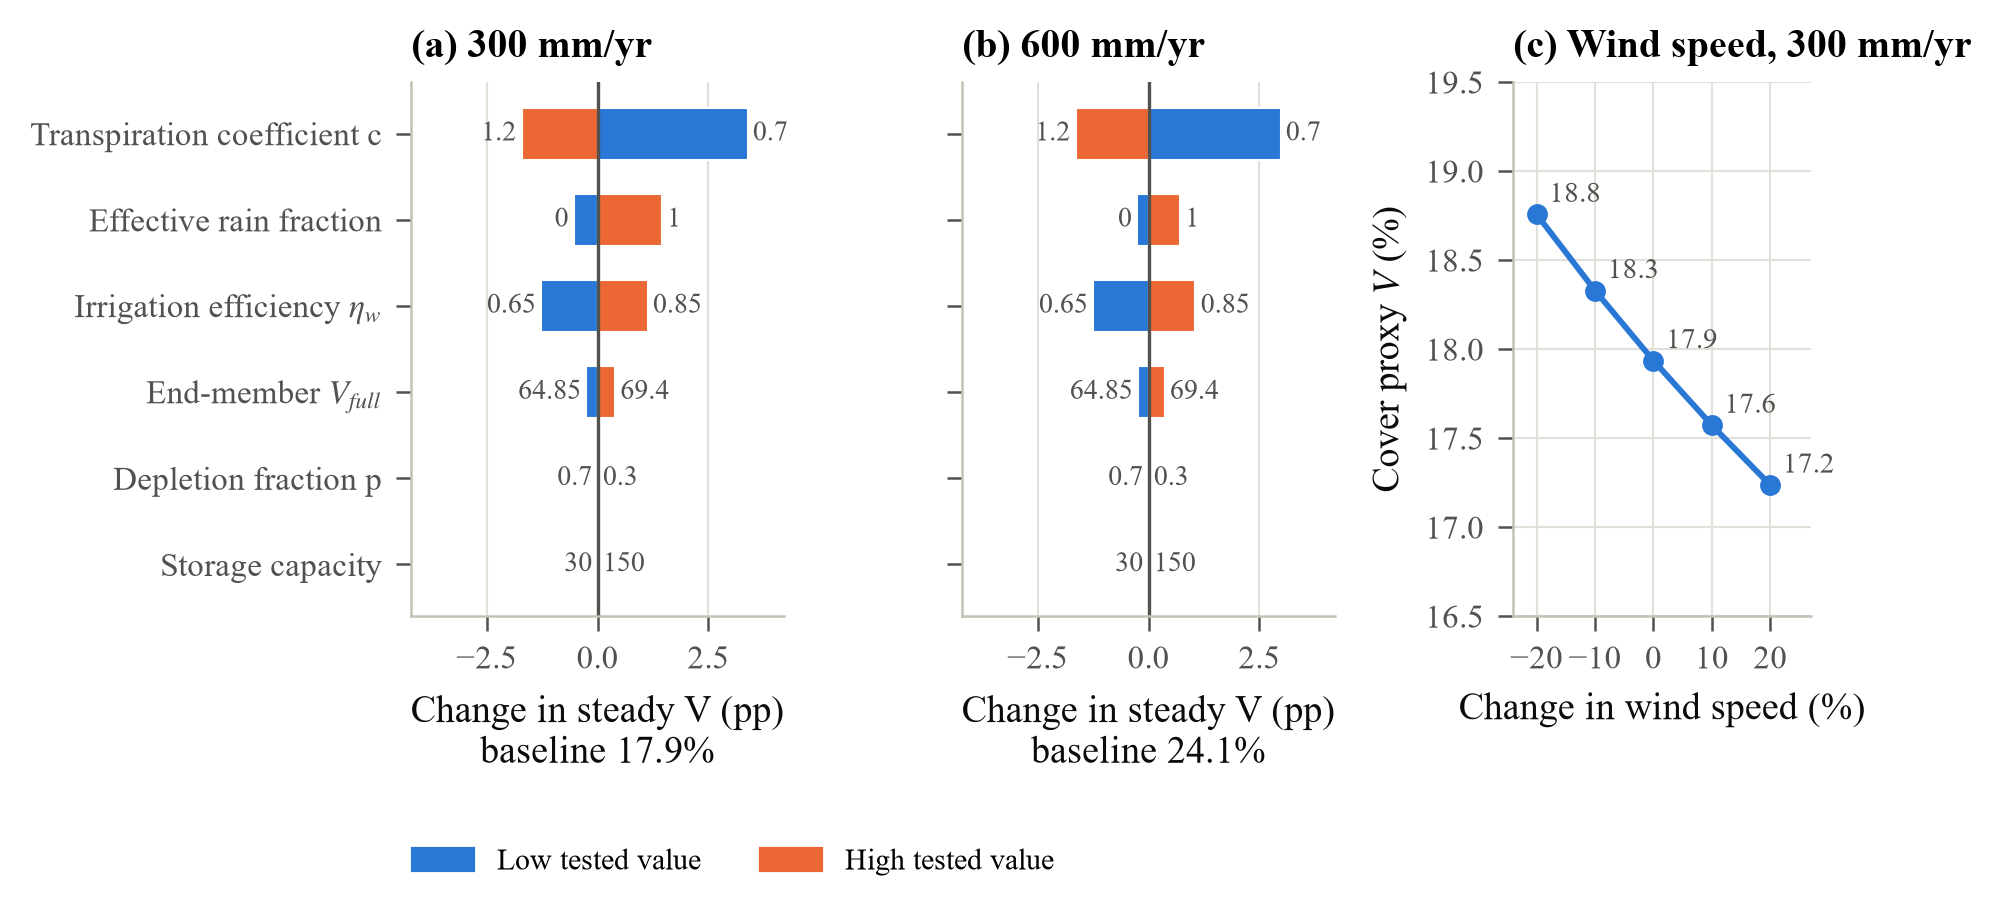 (a) 300 mm/yr
(b) 600 mm/yr
(c) Wind speed, 300 mm/yr
Transpiration coefficient c
Effective rain fraction
Irrigation efficiency ηw
End-member Vfull
Depletion fraction p
Storage capacity
1.2 0.7
0 1
0.65 0.85
64.85 69.4
0.7 0.3
30 150
−2.5 0.0 2.5
Change in steady V (pp)
baseline 17.9%
1.2 0.7
0 1
0.65 0.85
64.85 69.4
0.7 0.3
30 150
−2.5 0.0 2.5
Change in steady V (pp)
baseline 24.1%
Cover proxy V (%)
19.5
19.0
18.5
18.0
17.5
17.0
16.5
18.8
18.3
17.9
17.6
17.2
−20 −10 0 10 20
Change in wind speed (%)
Low tested value
High tested value